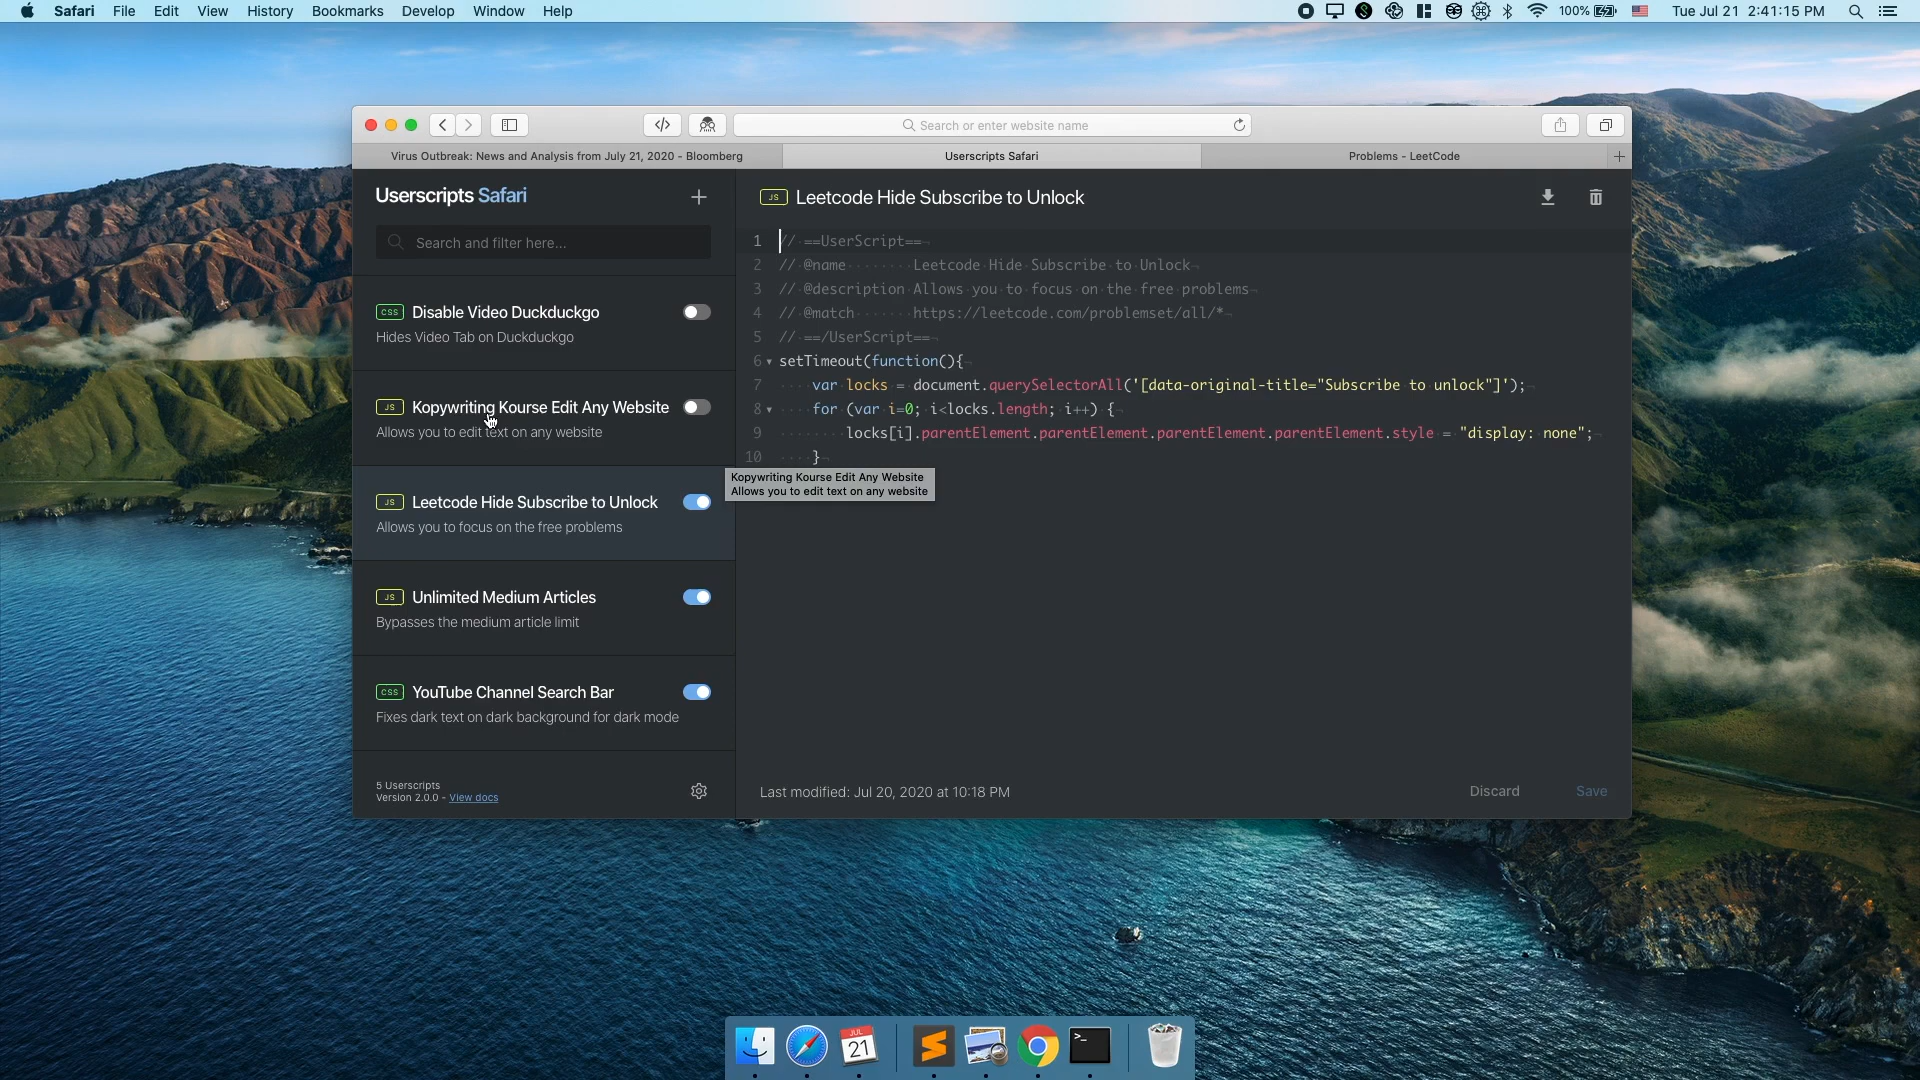 Safari File Edit View History Bookmarks Develop Window Help
100% Tue Jul 21 2:41:15 PM
Search or enter website name
Virus Outbreak: News and Analysis from July 21, 2020 - Bloomberg
Userscripts Safari
Problems - LeetCode
Userscripts Safari
Search and filter here...
css Disable Video Duckduckgo
Hides Video Tab on Duckduckgo
JS Kopywriting Kourse Edit Any Website
Allows you to edit text on any website
JS Leetcode Hide Subscribe to Unlock
Allows you to focus on the free problems
JS Unlimited Medium Articles
Bypasses the medium article limit
css YouTube Channel Search Bar
Fixes dark text on dark background for dark mode
5 Userscripts
Version 2.0.0 - View docs
JS Leetcode Hide Subscribe to Unlock
1 // ==UserScript==
2 // @name Leetcode Hide Subscribe to Unlock
3 // @description Allows you to focus on the free problems
4 // @match https://leetcode.com/problemset/all/*
5 // ==/UserScript==
6 setTimeout(function(){
7 var locks = document.querySelectorAll('[data-original-title="Subscribe to unlock"]');
8 for (var i=0; i<locks.length; i++) {
9 locks[i].parentElement.parentElement.parentElement.parentElement.style = "display: none";
10 }
Kopywriting Kourse Edit Any Website
Allows you to edit text on any website
Last modified: Jul 20, 2020 at 10:18 PM
Discard Save
JUL
21